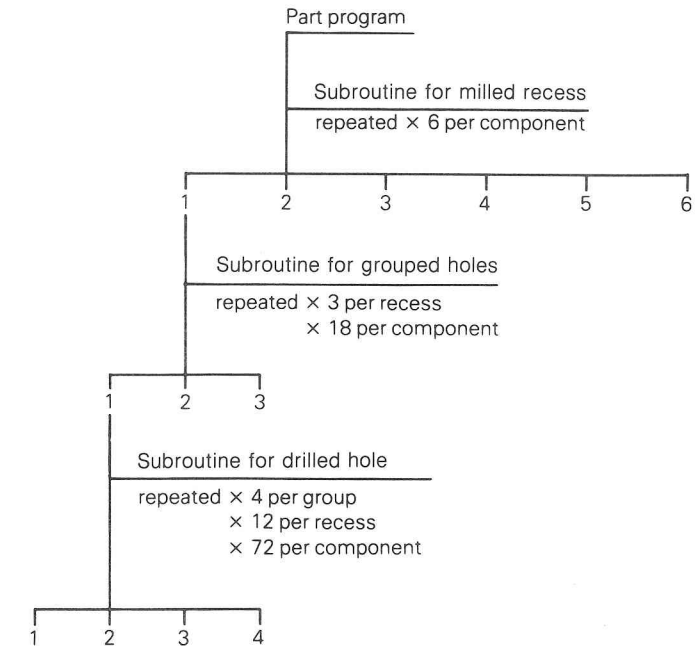 Part program
Subroutine for milled recess
repeated × 6 per component
1 2 3 4 5 6
Subroutine for grouped holes
repeated × 3 per recess
× 18 per component
1 2 3
Subroutine for drilled hole
repeated × 4 per group
× 12 per recess
× 72 per component
1 2 3 4